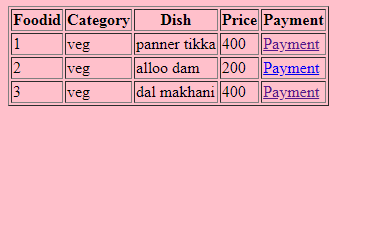 Foodid Category Dish Price Payment
1 veg panner tikka 400 Payment
2 veg alloo dam 200 Payment
3 veg dal makhani 400 Payment